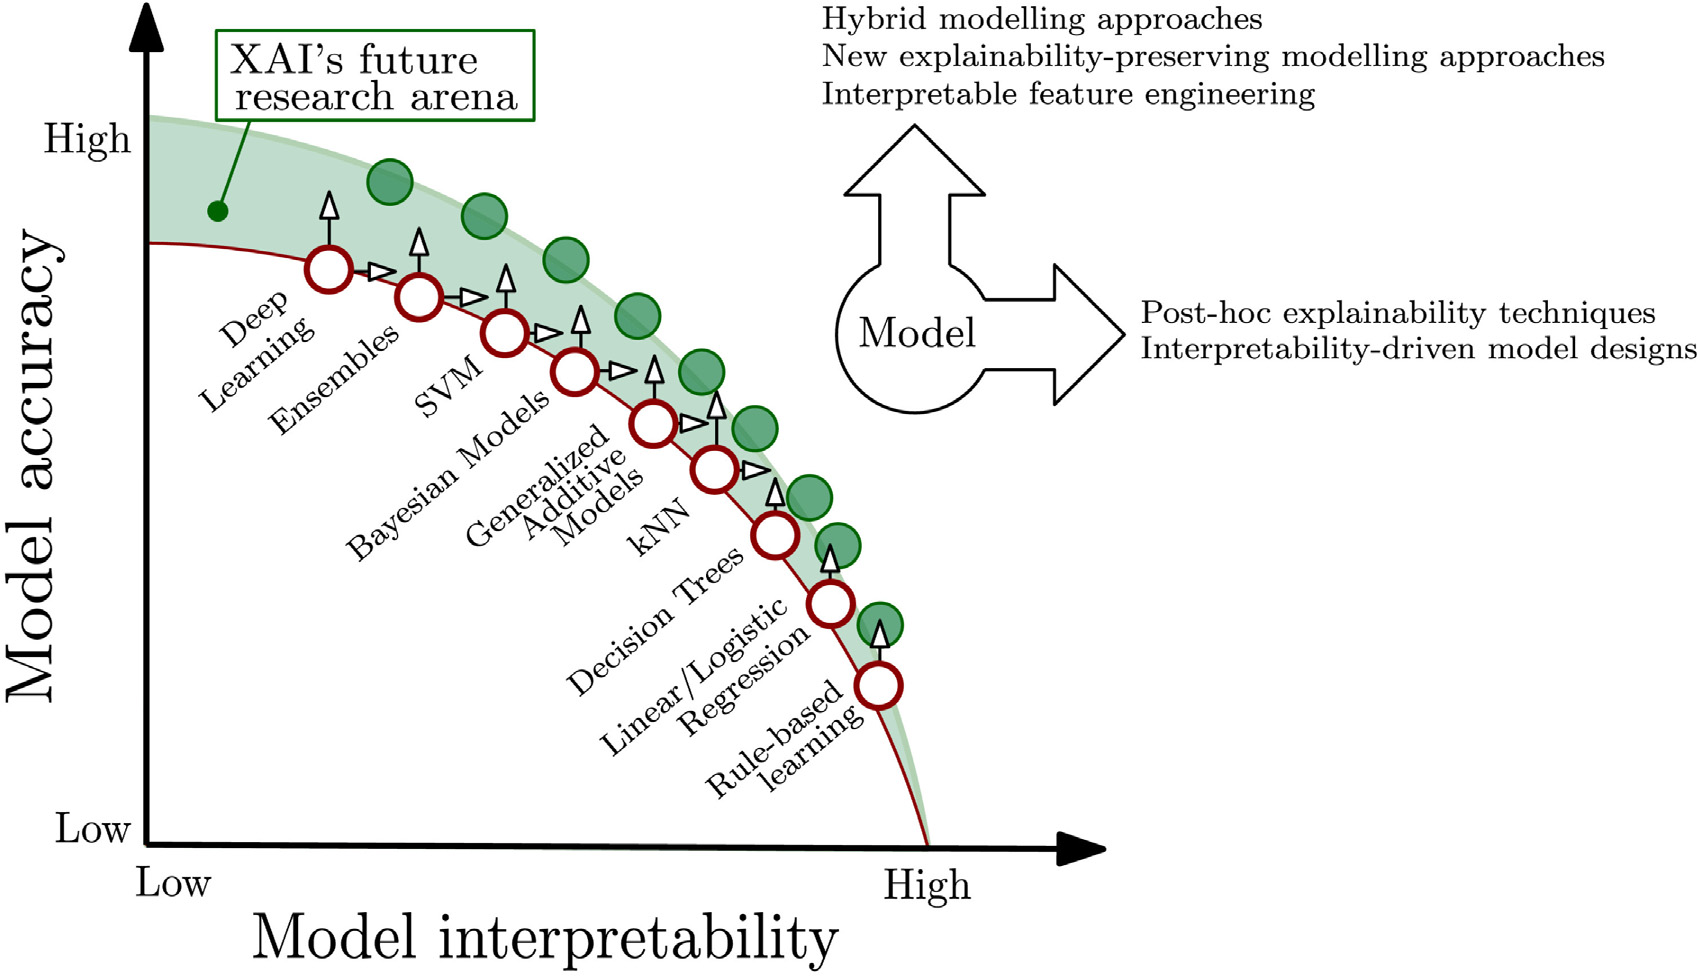 Hybrid modelling approaches
New explainability-preserving modelling approaches
Interpretable feature engineering
XAI's future
research arena
High
Model accuracy
Low
Deep
Learning
Ensembles
SVM
Bayesian Models
Generalized
Additive
Models
kNN
Decision Trees
Linear/Logistic
Regression
Rule-based
learning
Model
Post-hoc explainability techniques
Interpretability-driven model designs
Low
High
Model interpretability